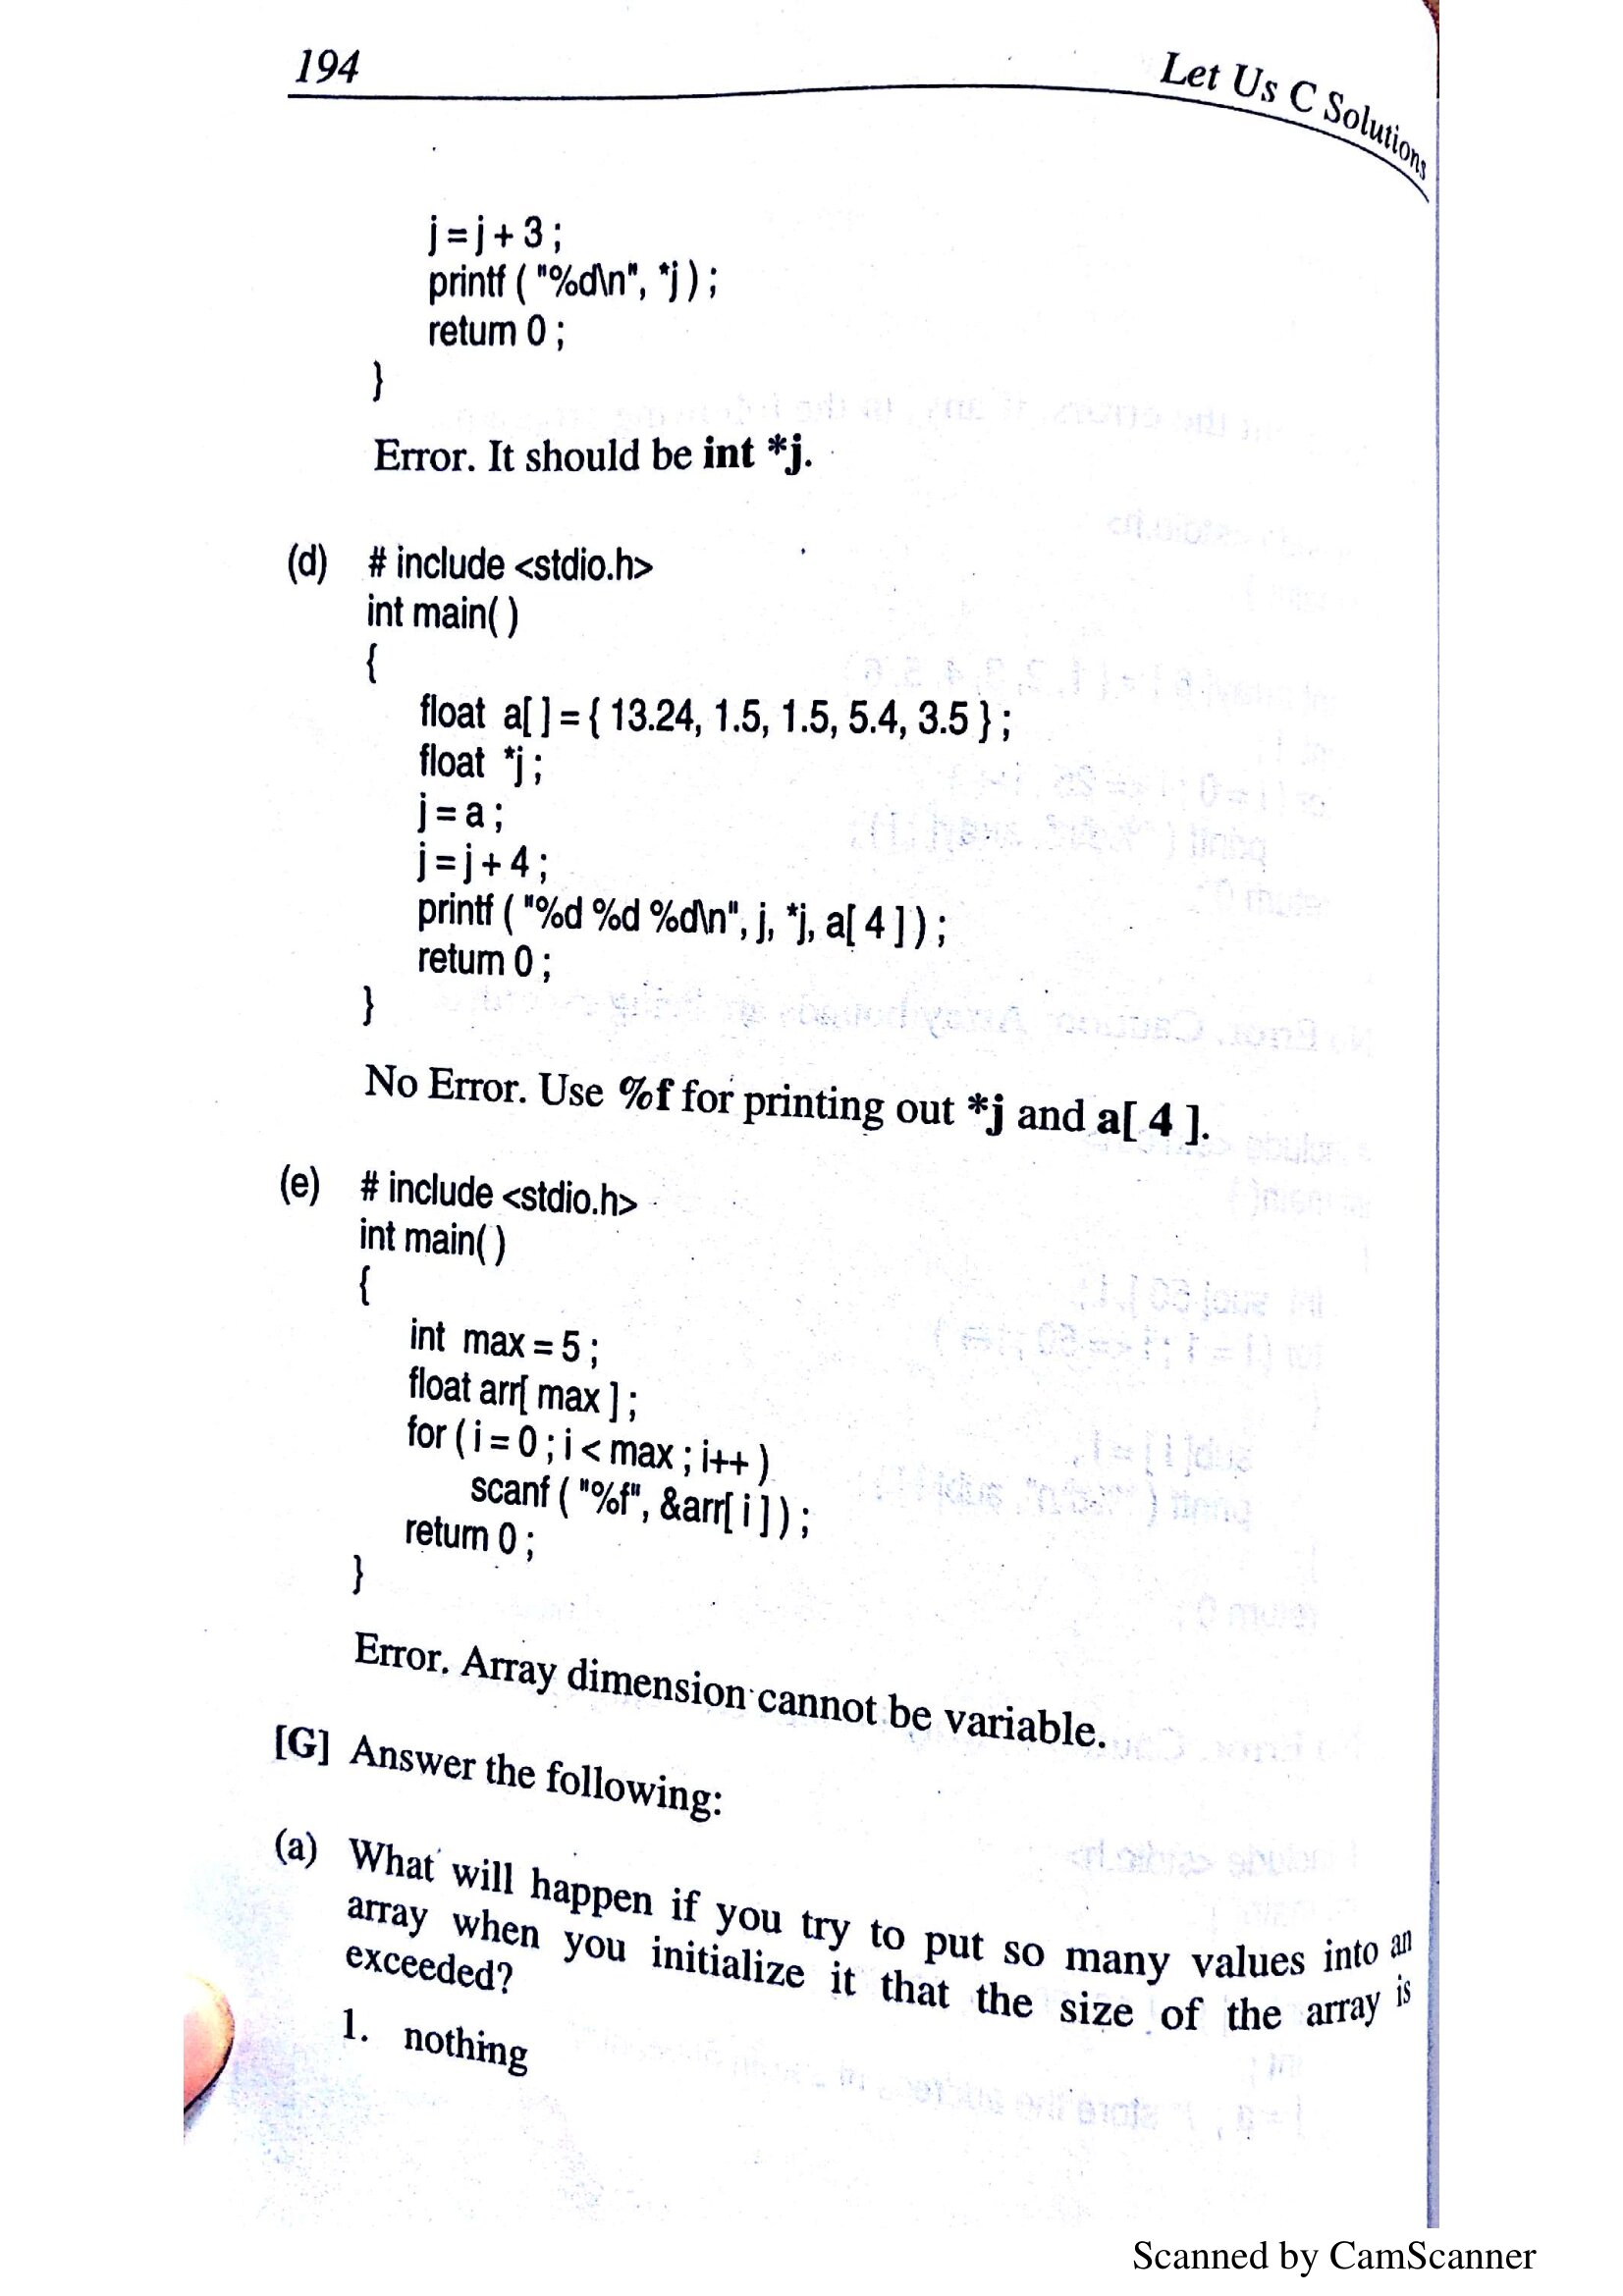 194
Let Us C Solutions
j = j + 3 ;
printf ( "%d\n", *j ) ;
return 0 ;
}
Error. It should be int *j.
(d) # include <stdio.h>
int main( )
{
float a[ ] = { 13.24, 1.5, 1.5, 5.4, 3.5 } ;
float *j ;
j = a ;
j = j + 4 ;
printf ( "%d %d %d\n", j, *j, a[ 4 ] ) ;
return 0 ;
}
No Error. Use %f for printing out *j and a[ 4 ].
(e) # include <stdio.h>
int main( )
{
int max = 5 ;
float arr[ max ] ;
for ( i = 0 ; i < max ; i++ )
scanf ( "%f", &arr[ i ] ) ;
return 0 ;
}
Error. Array dimension cannot be variable.
[G] Answer the following:
(a) What will happen if you try to put so many values into an
array when you initialize it that the size of the array is
exceeded?
1. nothing
Scanned by CamScanner